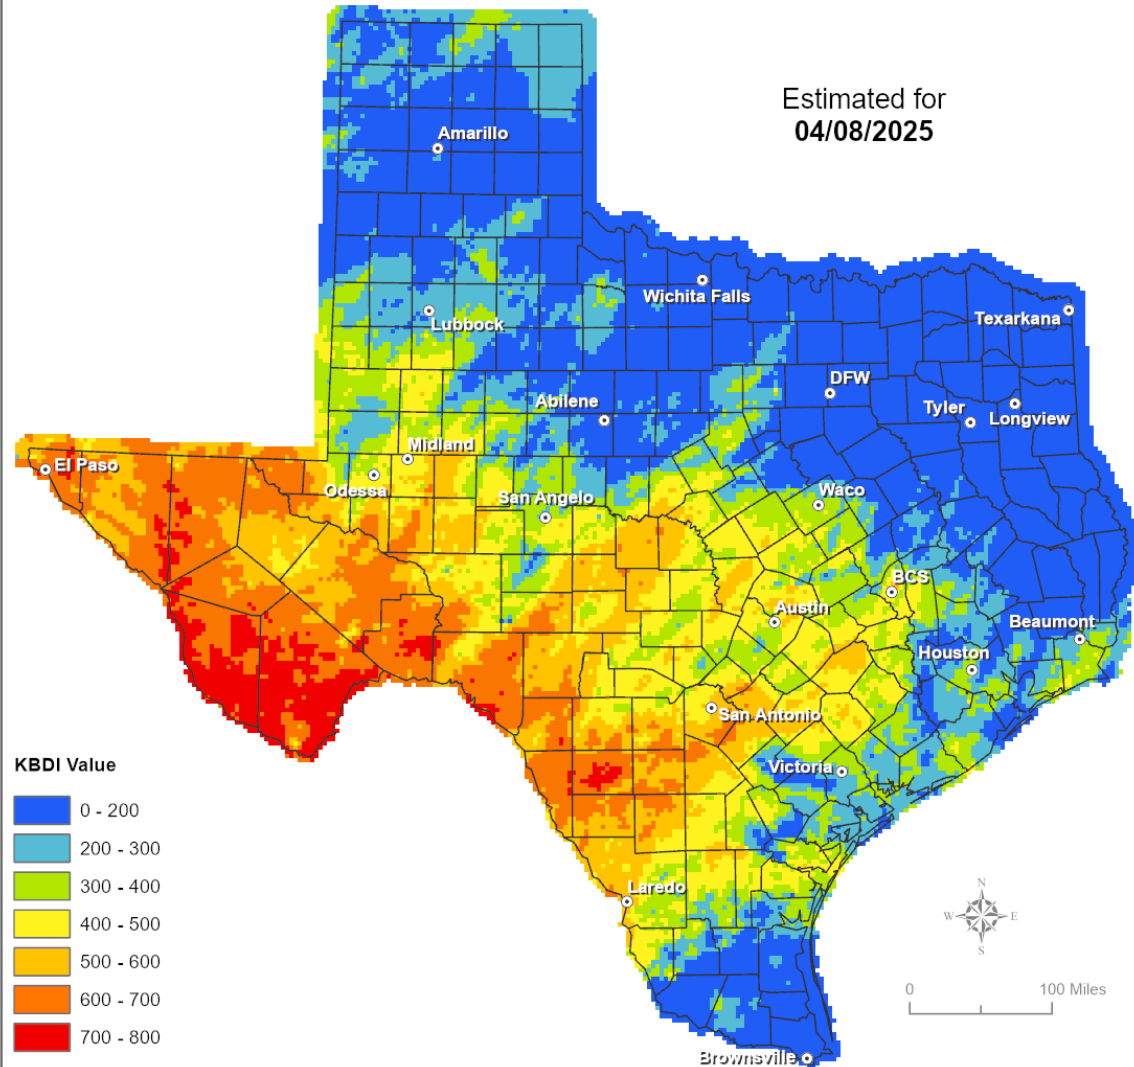 Estimated for
04/08/2025
Amarillo
Wichita Falls
Texarkana
Lubbock
DFW
Abilene
Tyler
Longview
Midland
El Paso
Odessa
San Angelo
Waco
BCS
Austin
Beaumont
Houston
San Antonio
Victoria
KBDI Value
0 - 200
200 - 300
300 - 400
400 - 500
500 - 600
600 - 700
700 - 800
Laredo
N
W
E
S
0
100 Miles
Brownsville